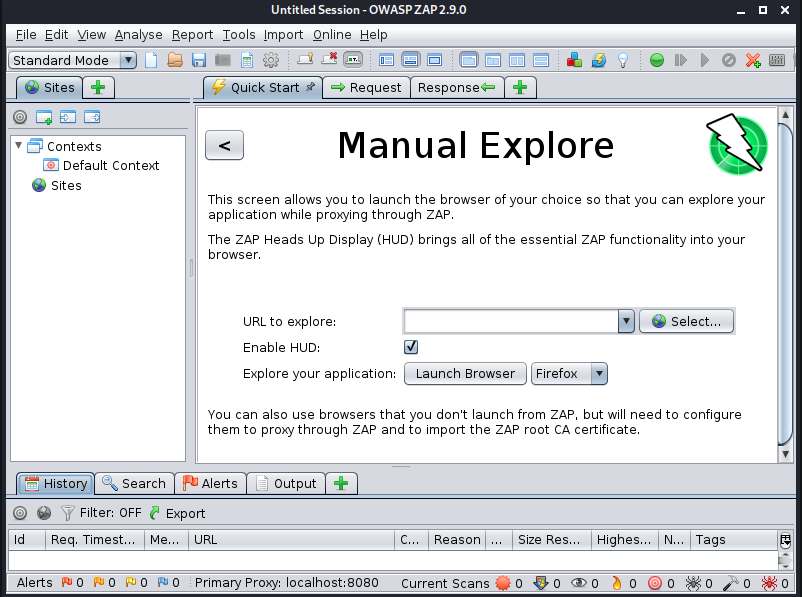 Untitled Session - OWASP ZAP 2.9.0
File Edit View Analyse Report Tools Import Online Help
Standard Mode
Sites
Quick Start
Request
Response
<
Manual Explore
Contexts
Default Context
Sites
This screen allows you to launch the browser of your choice so that you can explore your
application while proxying through ZAP.
The ZAP Heads Up Display (HUD) brings all of the essential ZAP functionality into your
browser.
URL to explore:
Select...
Enable HUD:
Explore your application:
Launch Browser
Firefox
You can also use browsers that you don't launch from ZAP, but will need to configure
them to proxy through ZAP and to import the ZAP root CA certificate.
History
Search
Alerts
Output
Filter: OFF
Export
Id Req. Timest... Me... URL C... Reason ... Size Res... Highes... N... Tags
Alerts 0 0 0 0 Primary Proxy: localhost:8080 Current Scans 0 0 0 0 0 0 0 0